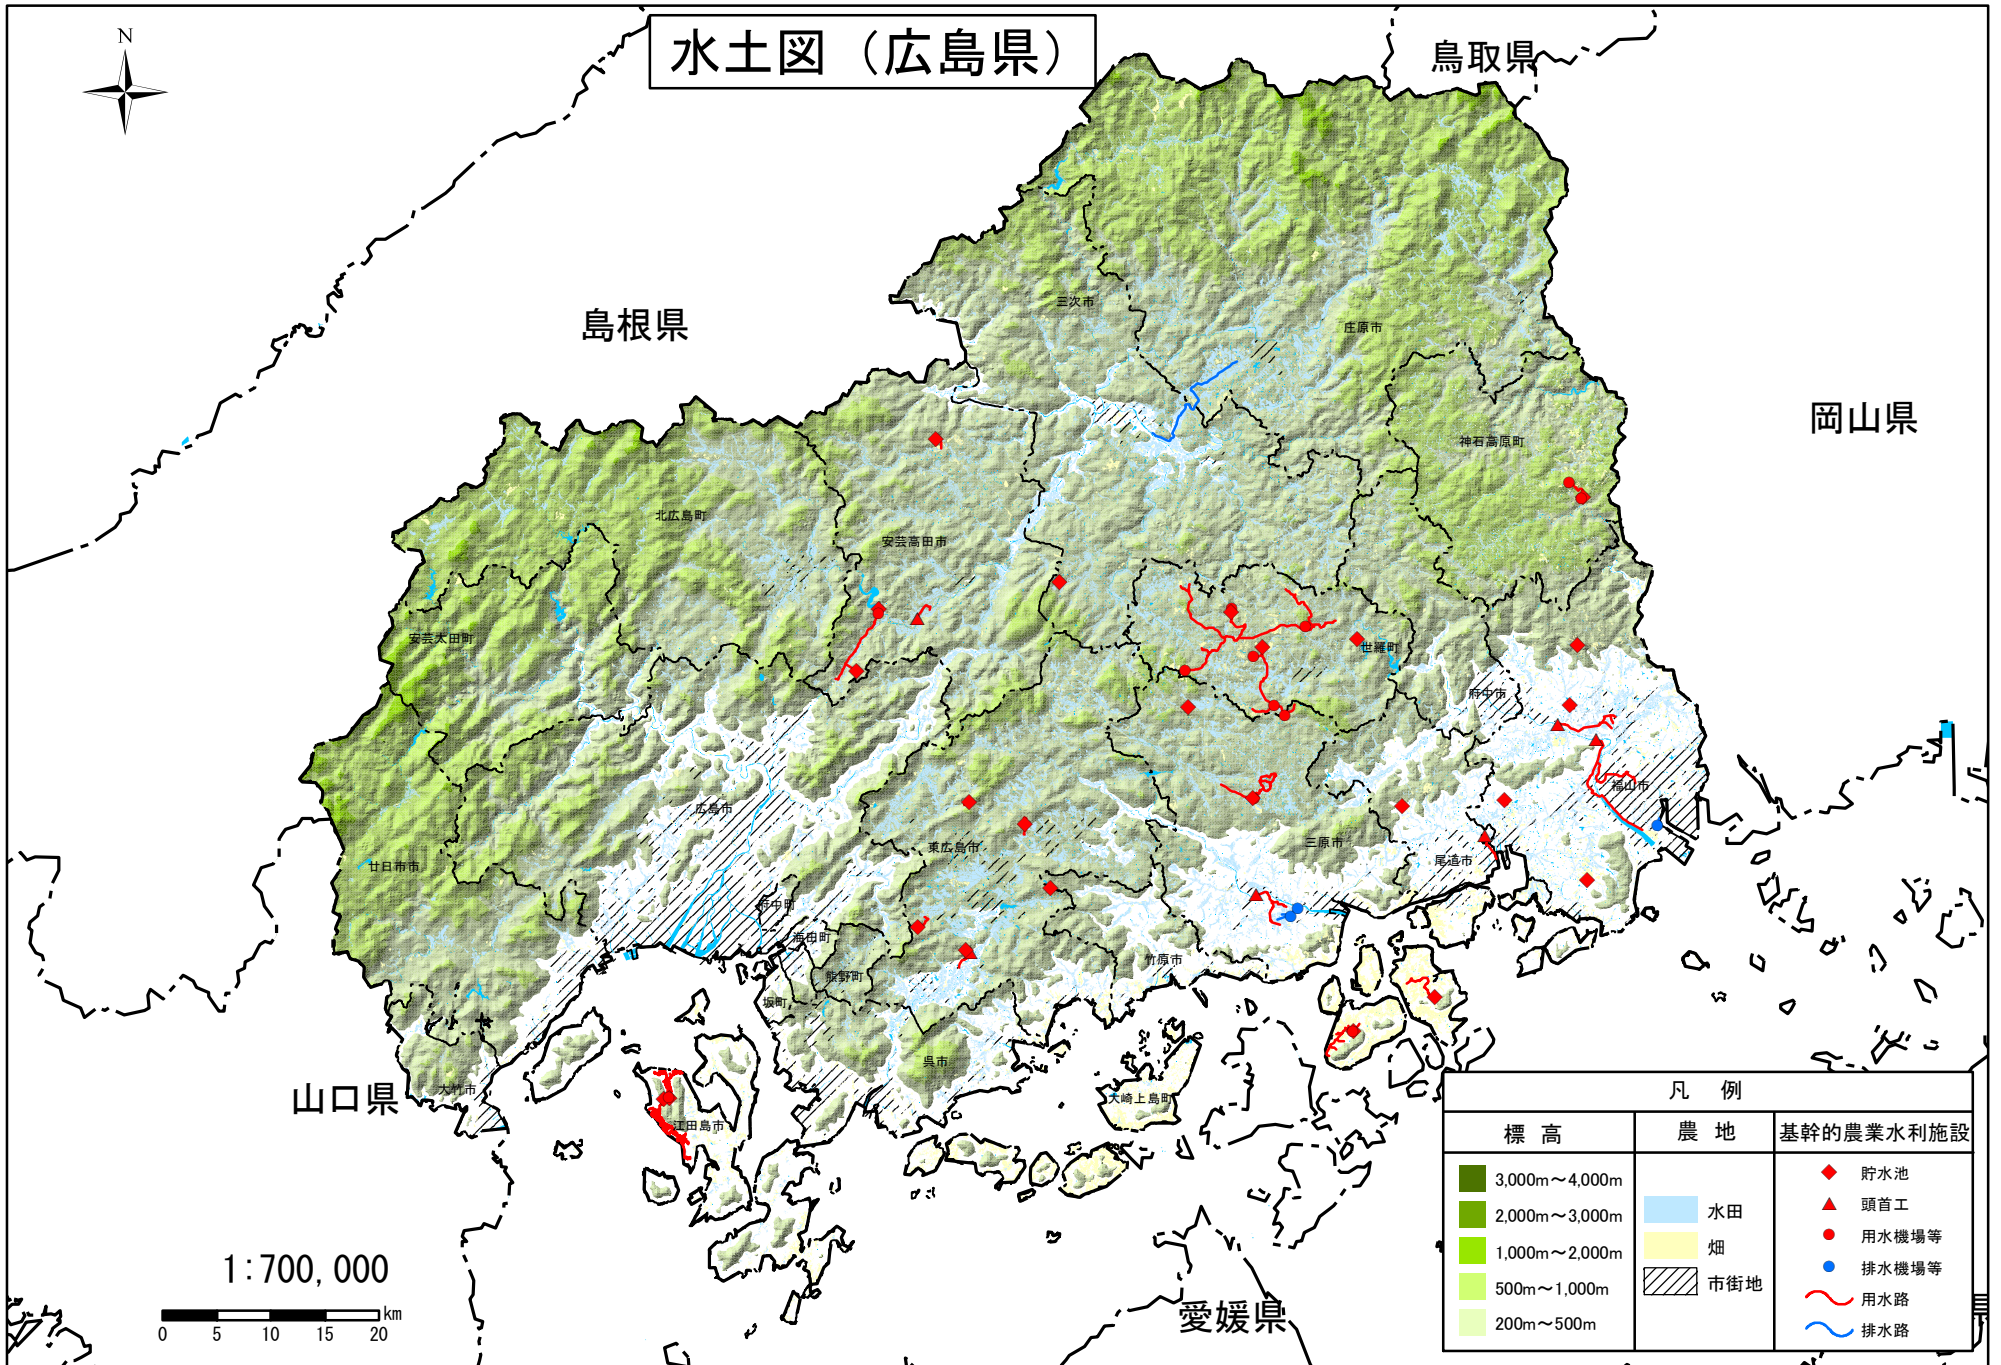 水土図（広島県）
N
鳥取県
島根県
岡山県
三次市
庄原市
神石高原町
北広島町
安芸高田市
安芸太田町
世羅町
府中市
福山市
広島市
三原市
尾道市
東広島市
廿日市市
府中町
海田町
熊野町
坂町
竹原市
呉市
大竹市
江田島市
大崎上島町
山口県
愛媛県
1:700,000
0 5 10 15 20 km
凡 例
標 高
農 地
基幹的農業水利施設
3,000m～4,000m
2,000m～3,000m
1,000m～2,000m
500m～1,000m
200m～500m
水田
畑
市街地
貯水池
頭首工
用水機場等
排水機場等
用水路
排水路